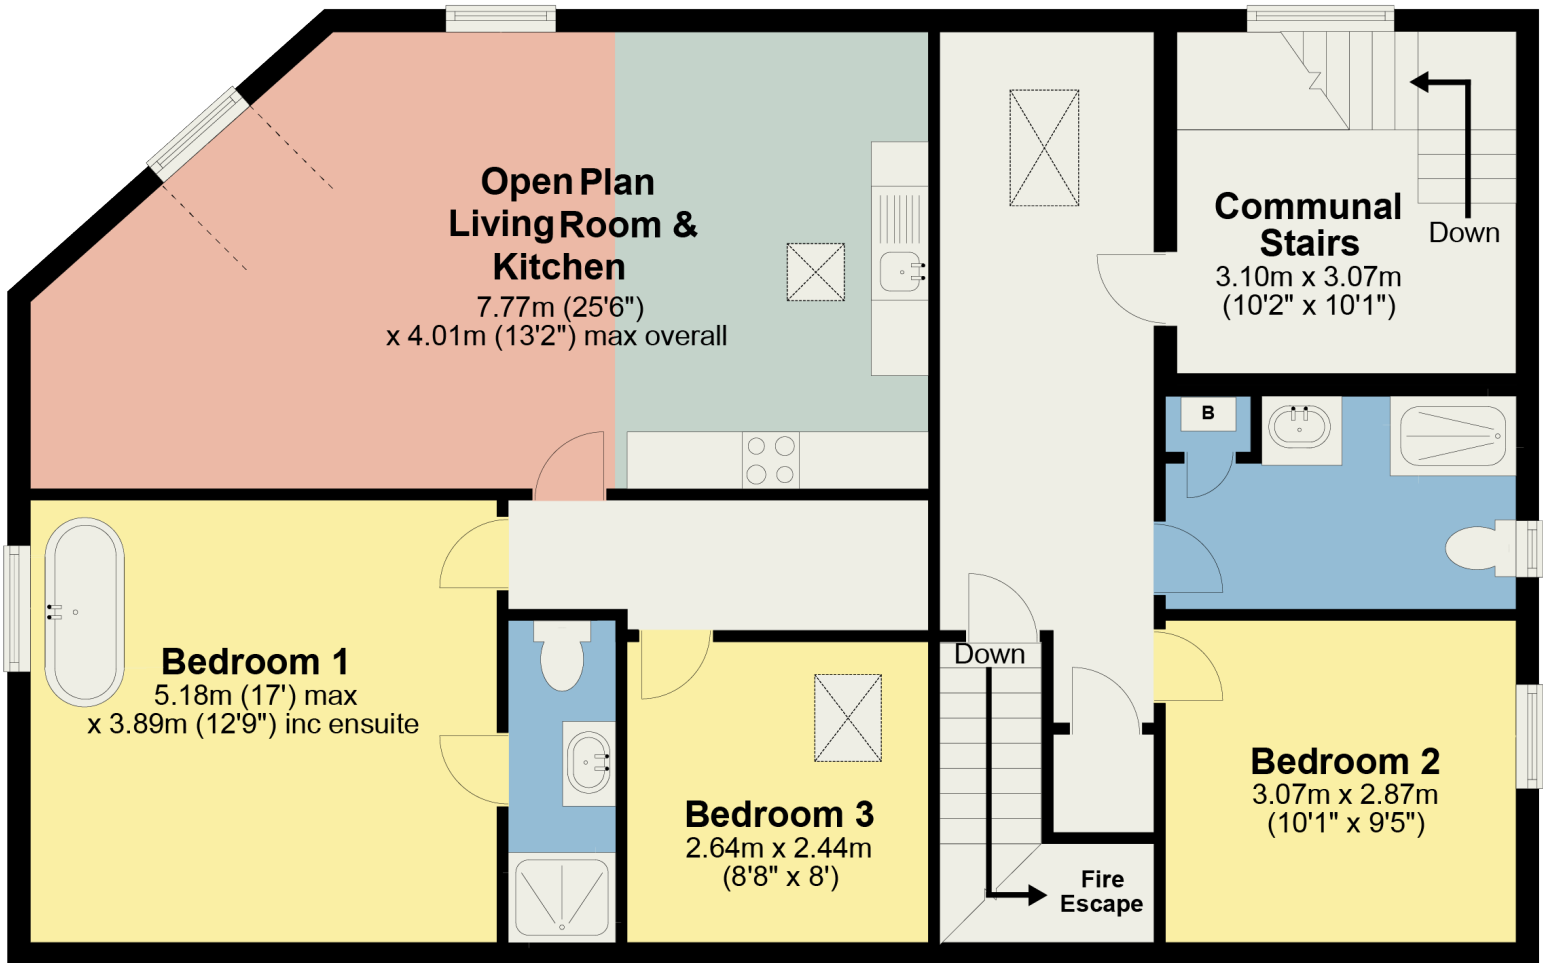 Open Plan
Living Room &
Kitchen
7.77m (25'6")
x 4.01m (13'2") max overall
Communal
Stairs
3.10m x 3.07m
(10'2" x 10'1")
Down
B
Bedroom 1
5.18m (17') max
x 3.89m (12'9") inc ensuite
Down
Bedroom 3
2.64m x 2.44m
(8'8" x 8')
Fire
Escape
Bedroom 2
3.07m x 2.87m
(10'1" x 9'5")